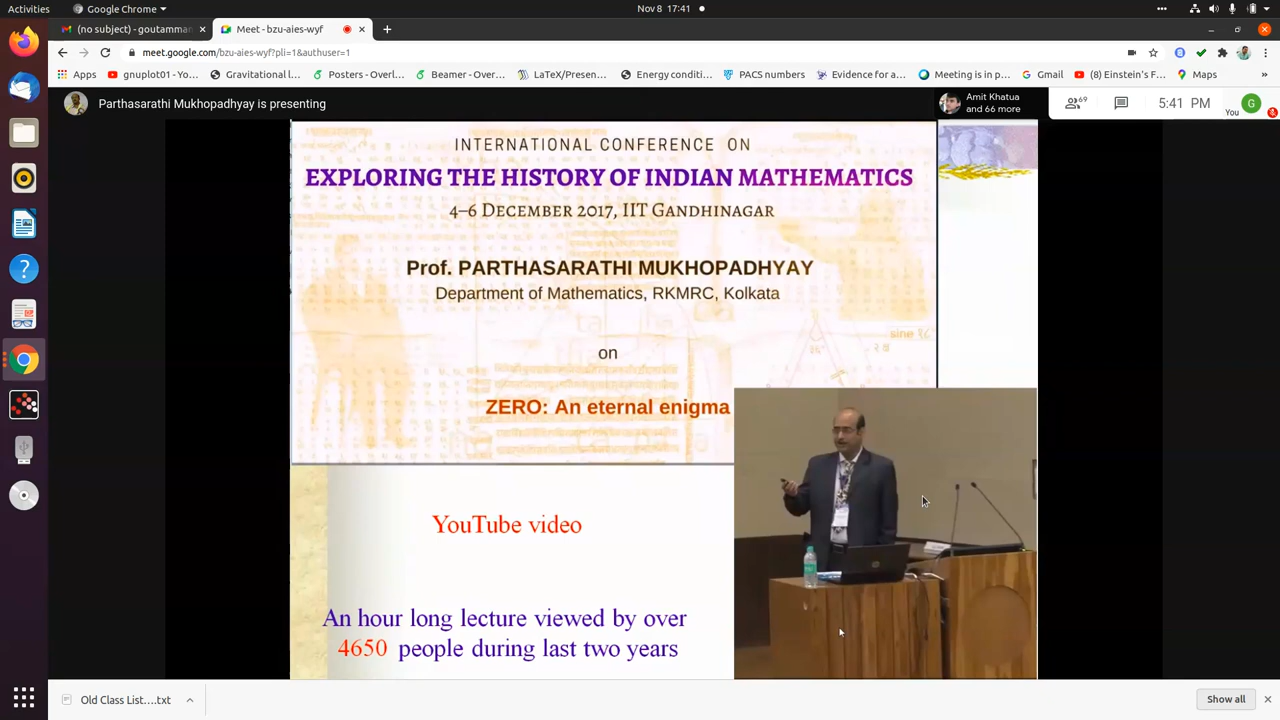 Activities
Google Chrome
Nov 8 17:41
(no subject) - goutamman
Meet - bzu-aies-wyf
meet.google.com/bzu-aies-wyf?pli=1&authuser=1
Apps
gnuplot01 - Yo...
Gravitational l...
Posters - Overl...
Beamer - Over...
LaTeX/Presen...
Energy conditi...
PACS numbers
Evidence for a...
Meeting is in p...
Gmail
(8) Einstein's F...
Maps
Parthasarathi Mukhopadhyay is presenting
Amit Khatua
and 66 more
69
5:41 PM
You
G
INTERNATIONAL CONFERENCE ON
EXPLORING THE HISTORY OF INDIAN MATHEMATICS
4–6 DECEMBER 2017, IIT GANDHINAGAR
Prof. PARTHASARATHI MUKHOPADHYAY
Department of Mathematics, RKMRC, Kolkata
sine
on
ZERO: An eternal enigma
YouTube video
An hour long lecture viewed by over
4650 people during last two years
Old Class List....txt
Show all